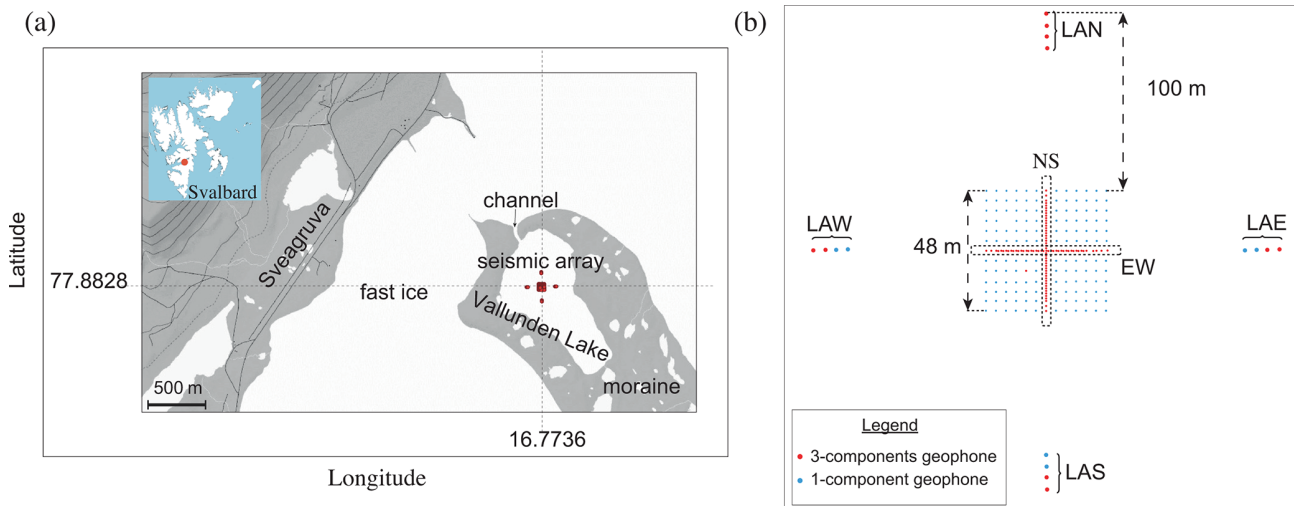 (a)
Svalbard
Sveagruva
channel
seismic array
fast ice
Vallunden Lake
moraine
500 m
Latitude
77.8828
16.7736
Longitude
(b)
LAN
100 m
NS
LAW
48 m
LAE
EW
LAS
Legend
3-components geophone
1-component geophone